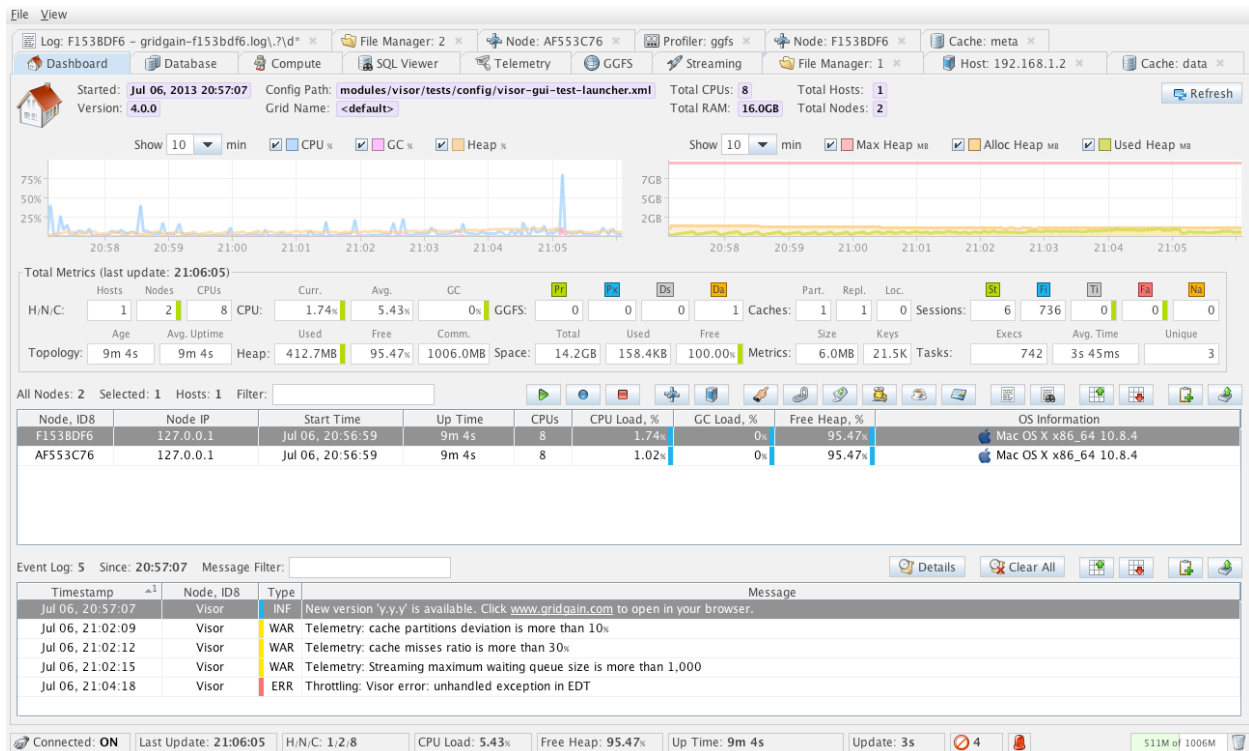 File View
Log: F153BDF6 – gridgain-f153bdf6.log\.?\d* × File Manager: 2 × Node: AF553C76 × Profiler: ggfs × Node: F153BDF6 × Cache: meta ×
Dashboard Database Compute SQL Viewer Telemetry GGFS Streaming File Manager: 1 × Host: 192.168.1.2 × Cache: data ×
Started: Jul 06, 2013 20:57:07 Config Path: modules/visor/tests/config/visor-gui-test-launcher.xml Total CPUs: 8 Total Hosts: 1 Refresh
Version: 4.0.0 Grid Name: <default> Total RAM: 16.0GB Total Nodes: 2
Show 10 min CPU % GC % Heap % Show 10 min Max Heap MB Alloc Heap MB Used Heap MB
75% 7GB
50% 5GB
25% 2GB
20:58 20:59 21:00 21:01 21:02 21:03 21:04 21:05 20:58 20:59 21:00 21:01 21:02 21:03 21:04 21:05
Total Metrics (last update: 21:06:05)
Hosts Nodes CPUs Curr. Avg. GC Pr Px Ds Da Part. Repl. Loc. St Fi Ti Fa Na
H/N/C: 1 2 8 CPU: 1.74% 5.43% 0% GGFS: 0 0 0 1 Caches: 1 1 0 Sessions: 6 736 0 0 0
Age Avg. Uptime Used Free Comm. Total Used Free Size Keys Execs Avg. Time Unique
Topology: 9m 4s 9m 4s Heap: 412.7MB 95.47% 1006.0MB Space: 14.2GB 158.4KB 100.00% Metrics: 6.0MB 21.5K Tasks: 742 3s 45ms 3
All Nodes: 2 Selected: 1 Hosts: 1 Filter:
Node, ID8 Node IP Start Time Up Time CPUs CPU Load, % GC Load, % Free Heap, % OS Information
F153BDF6 127.0.0.1 Jul 06, 20:56:59 9m 4s 8 1.74% 0% 95.47% Mac OS X x86_64 10.8.4
AF553C76 127.0.0.1 Jul 06, 20:56:59 9m 4s 8 1.02% 0% 95.47% Mac OS X x86_64 10.8.4
Event Log: 5 Since: 20:57:07 Message Filter: Details Clear All
Timestamp 1 Node, ID8 Type Message
Jul 06, 20:57:07 Visor INF New version 'y.y.y' is available. Click www.gridgain.com to open in your browser.
Jul 06, 21:02:09 Visor WAR Telemetry: cache partitions deviation is more than 10%
Jul 06, 21:02:12 Visor WAR Telemetry: cache misses ratio is more than 30%
Jul 06, 21:02:15 Visor WAR Telemetry: Streaming maximum waiting queue size is more than 1,000
Jul 06, 21:04:18 Visor ERR Throttling: Visor error: unhandled exception in EDT
Connected: ON Last Update: 21:06:05 H/N/C: 1/2/8 CPU Load: 5.43% Free Heap: 95.47% Up Time: 9m 4s Update: 3s 4 511M of 1006M